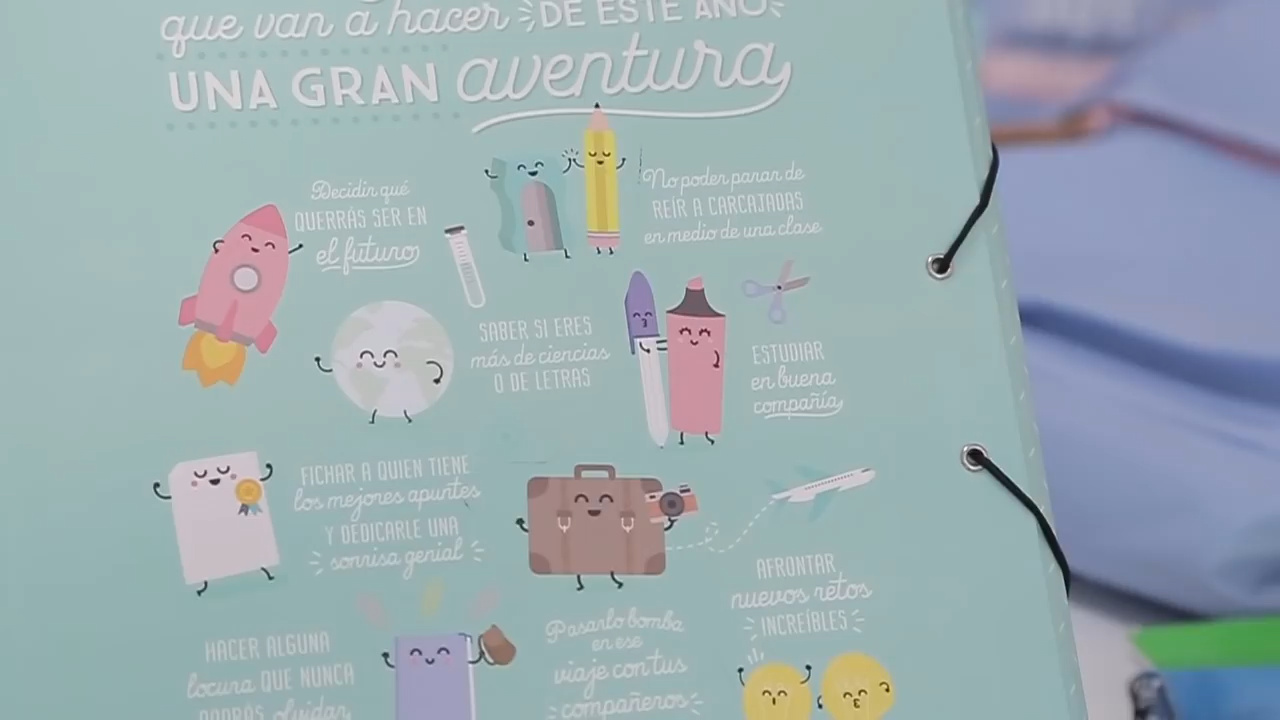 que van a hacer DE ESTE AÑO
UNA GRAN aventura
Decidir qué
QUERRÁS SER EN
el futuro
No poder parar de
REÍR A CARCAJADAS
en medio de una clase
SABER SI ERES
más de ciencias
O DE LETRAS
ESTUDIAR
en buena
compañía
FICHAR A QUIEN TIENE
los mejores apuntes
Y DEDICARLE UNA
sonrisa genial
AFRONTAR
nuevos retos
INCREÍBLES
HACER ALGUNA
locura QUE NUNCA
PODRÁS olvidar
Pasarlo bomba
en ese
viaje con tus
compañeros